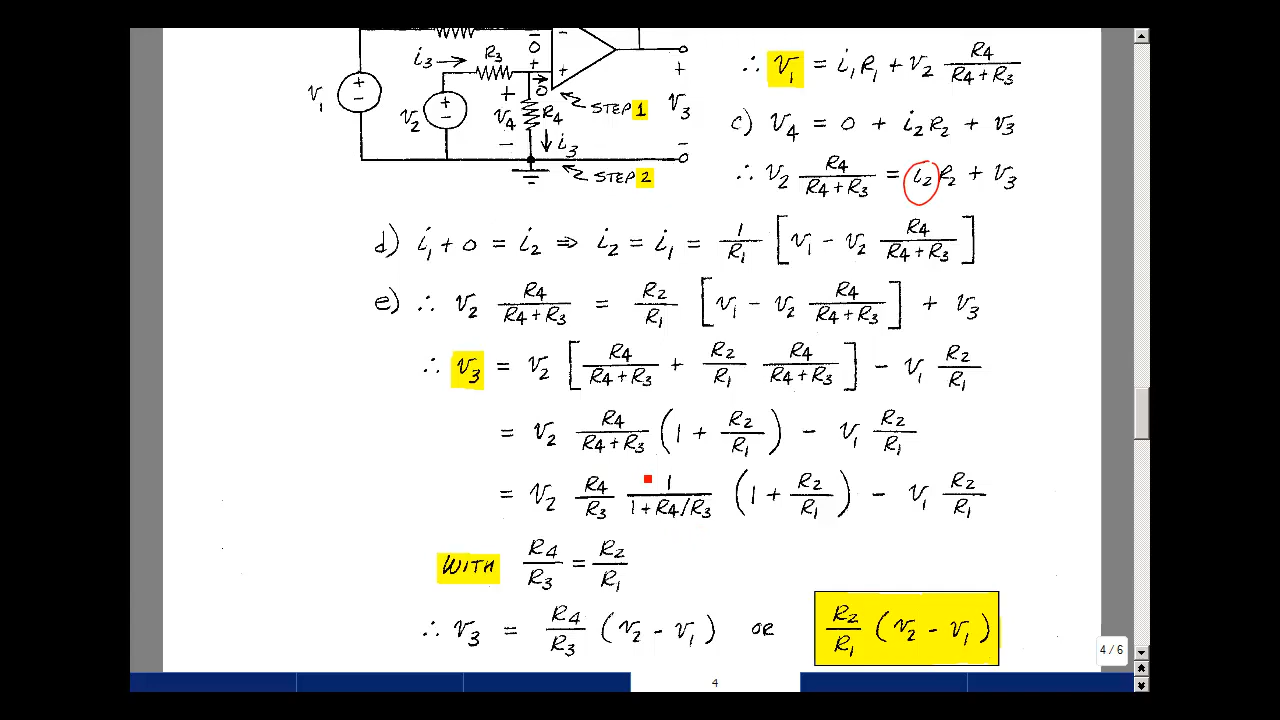 i₃ → R₃ 0 − + 0
∴ v₁ = i₁R₁ + v₂ R₄/(R₄+R₃)
v₁ + − v₂ + − + v₄ − R₄ STEP 1 + v₃ −
↓ i₃
c) v₄ = 0 + i₂R₂ + v₃
STEP 2
∴ v₂ R₄/(R₄+R₃) = i₂R₂ + v₃
d) i₁ + 0 = i₂ ⇒ i₂ = i₁ = 1/R₁ [v₁ − v₂ R₄/(R₄+R₃)]
e) ∴ v₂ R₄/(R₄+R₃) = R₂/R₁ [v₁ − v₂ R₄/(R₄+R₃)] + v₃
∴ v₃ = v₂ [R₄/(R₄+R₃) + R₂/R₁ R₄/(R₄+R₃)] − v₁ R₂/R₁
= v₂ R₄/(R₄+R₃) (1 + R₂/R₁) − v₁ R₂/R₁
= v₂ R₄/R₃ 1/(1+R₄/R₃) (1 + R₂/R₁) − v₁ R₂/R₁
WITH R₄/R₃ = R₂/R₁
∴ v₃ = R₄/R₃ (v₂ − v₁) OR R₂/R₁ (v₂ − v₁)
4 / 6
4